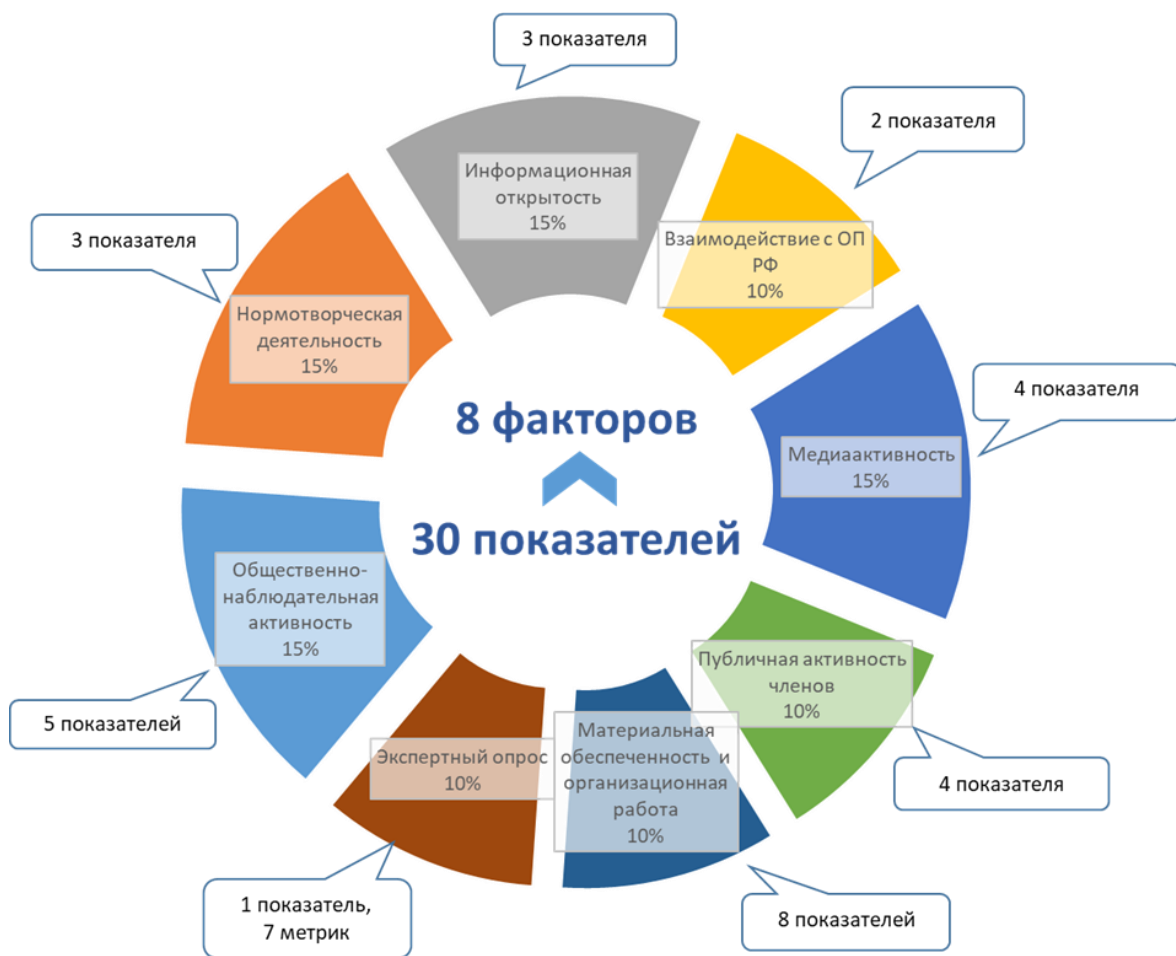 3 показателя
2 показателя
Информационная
открытость
15%
Взаимодействие с ОП
РФ
10%
3 показателя
Нормотворческая
деятельность
15%
4 показателя
Медиаактивность
15%
8 факторов
30 показателей
Общественно-
наблюдательная
активность
15%
5 показателей
Публичная активность
членов
10%
4 показателя
Материальная
обеспеченность и
организационная
работа
10%
8 показателей
Экспертный опрос
10%
1 показатель,
7 метрик